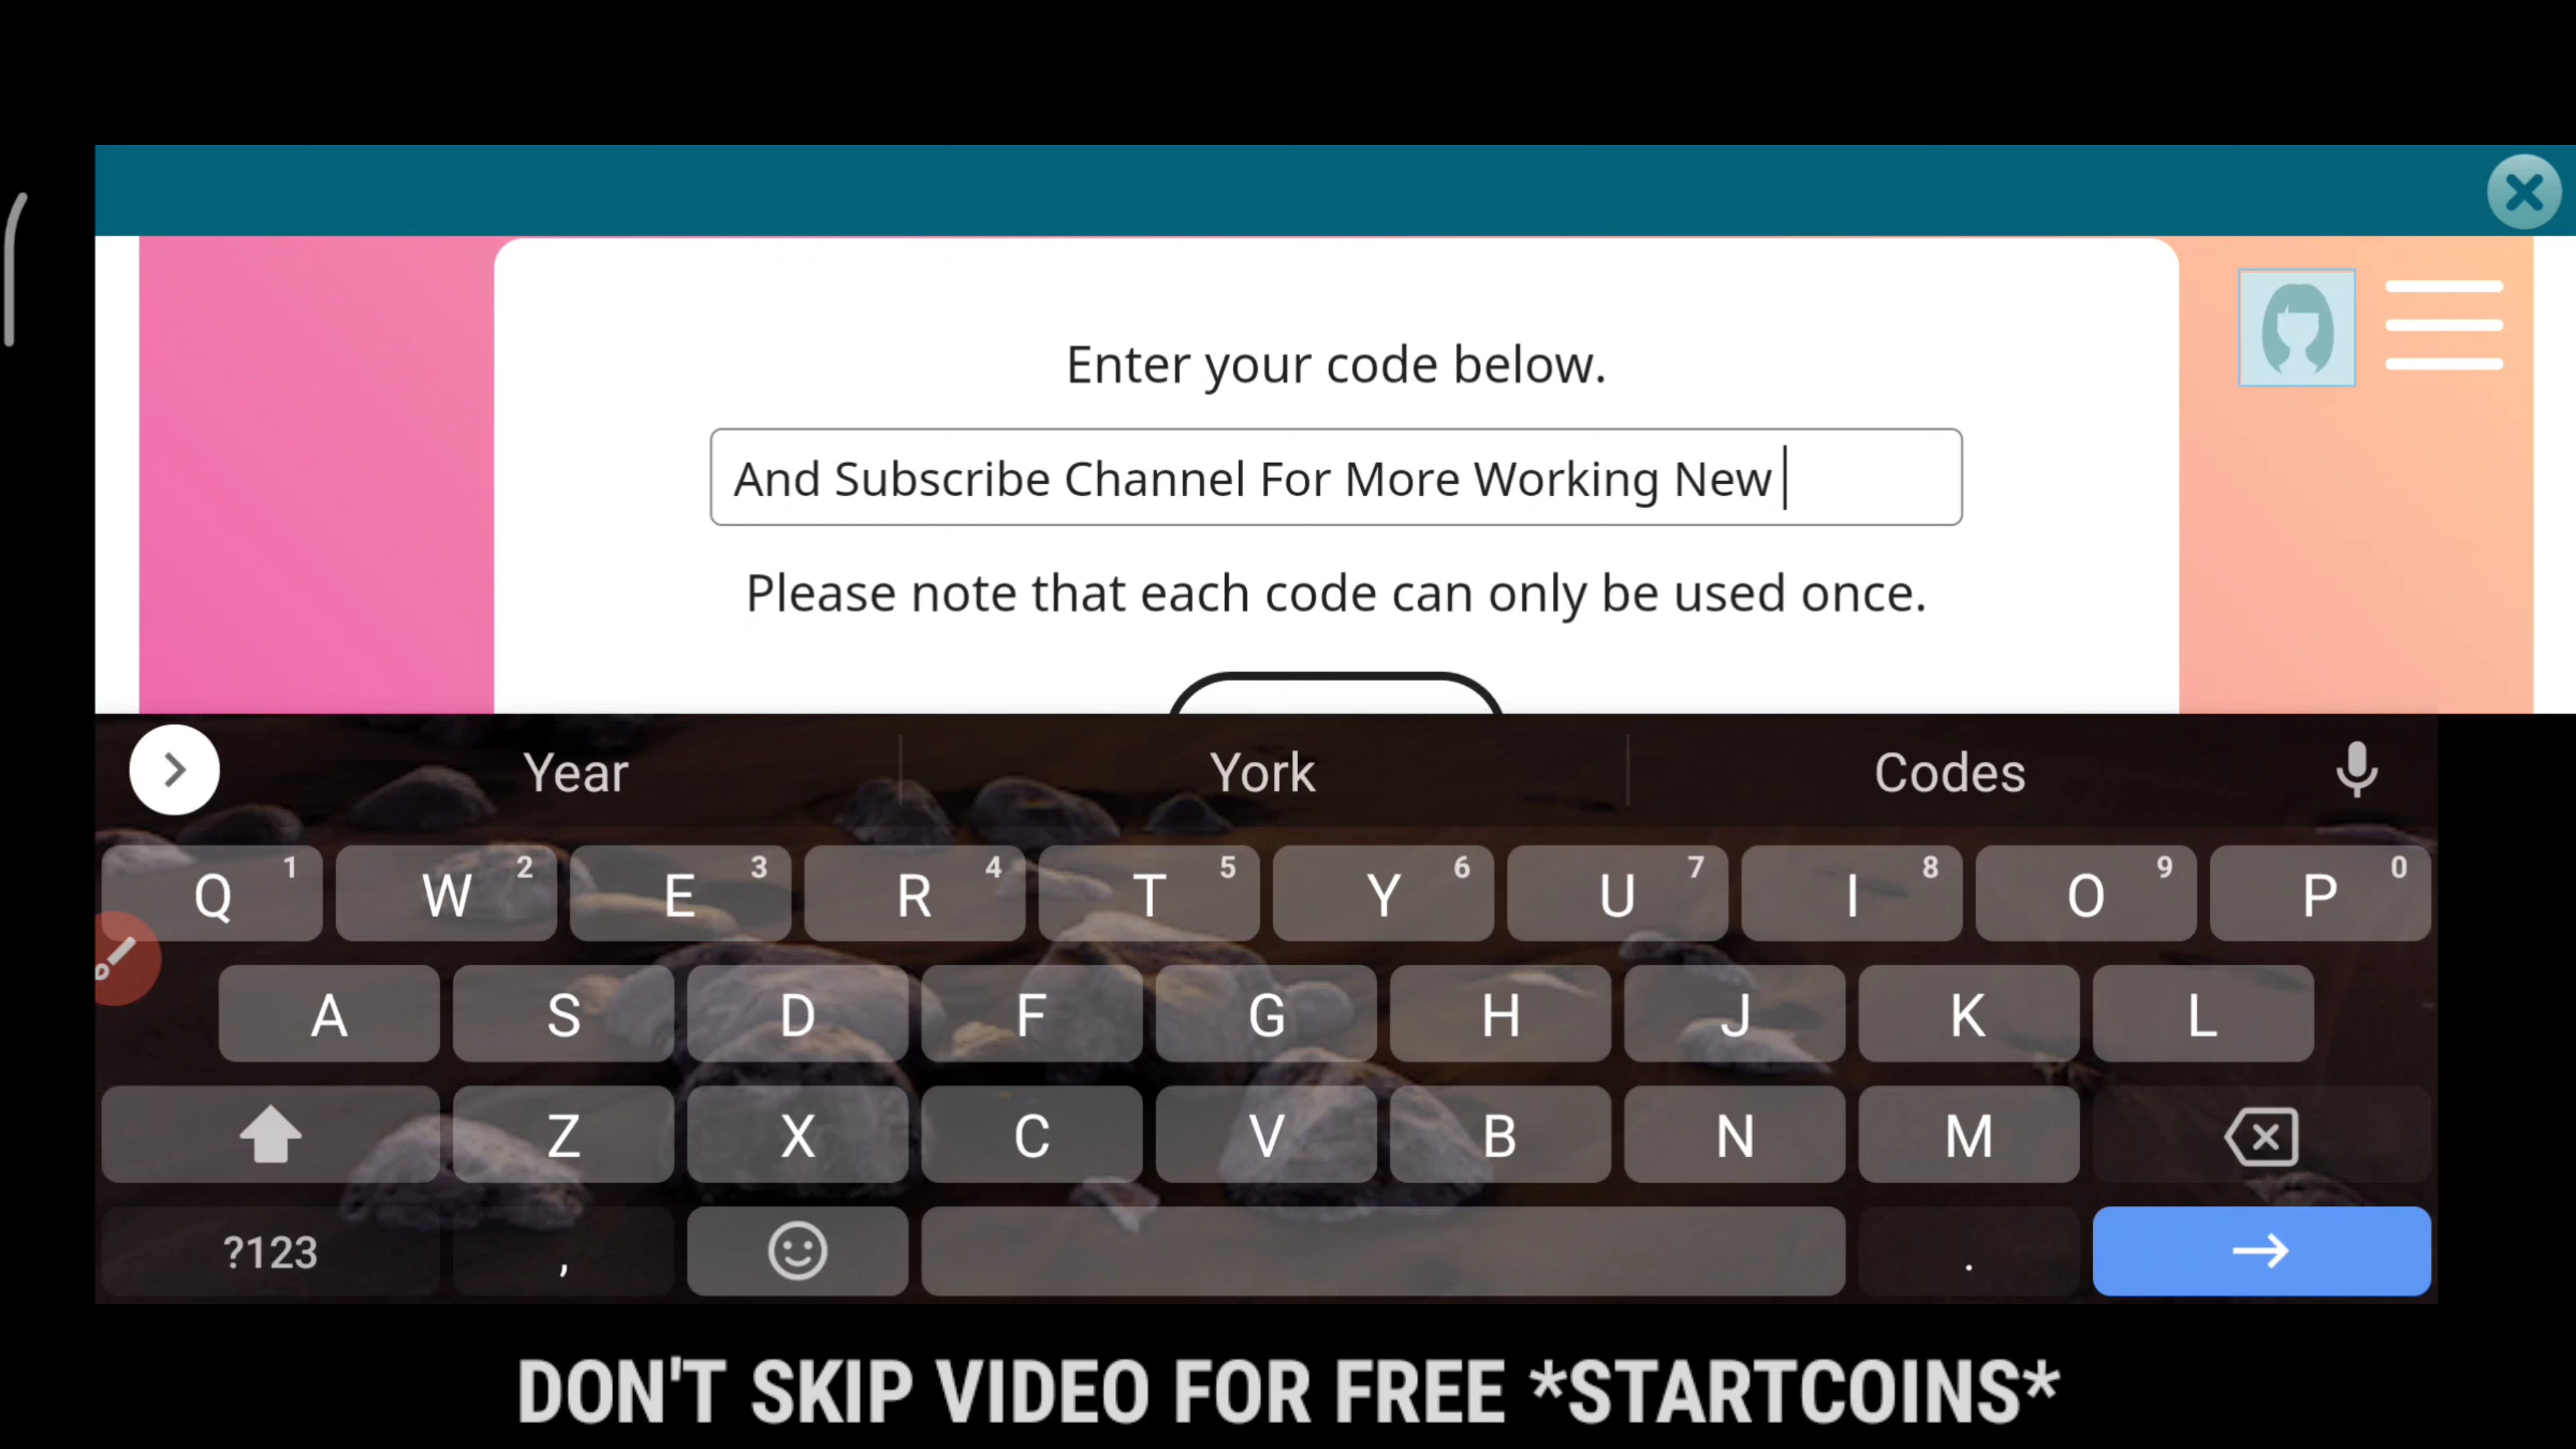 Enter your code below.
And Subscribe Channel For More Working New
Please note that each code can only be used once.
Year York Codes
Q 1 W 2 E 3 R 4 T 5 Y 6 U 7 I 8 O 9 P 0
A S D F G H J K L
Z X C V B N M
?123 , .
DON'T SKIP VIDEO FOR FREE *STARTCOINS*